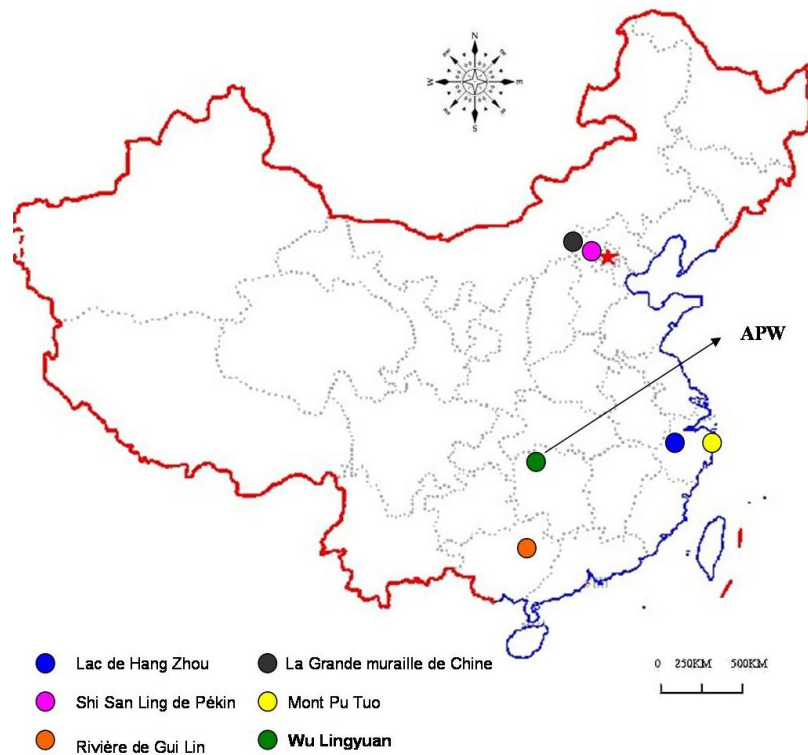 N
W
E
S
APW
0 250KM 500KM
Lac de Hang Zhou
La Grande muraille de Chine
Shi San Ling de Pékin
Mont Pu Tuo
Rivière de Gui Lin
Wu Lingyuan